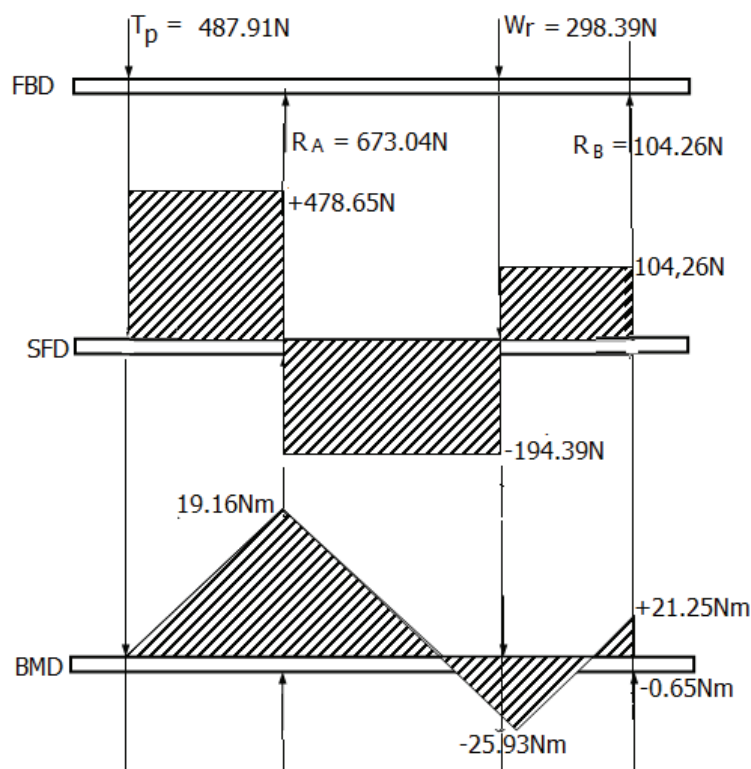 Tp = 487.91N
Wr = 298.39N
FBD
RA = 673.04N
RB = 104.26N
+478.65N
104,26N
SFD
-194.39N
19.16Nm
+21.25Nm
BMD
-0.65Nm
-25.93Nm